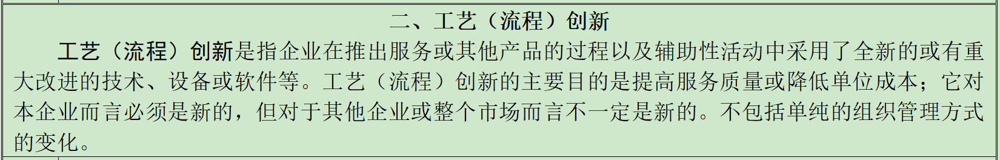 二、工艺（流程）创新
工艺（流程）创新是指企业在推出服务或其他产品的过程以及辅助性活动中采用了全新的或有重
大改进的技术、设备或软件等。工艺（流程）创新的主要目的是提高服务质量或降低单位成本；它对
本企业而言必须是新的，但对于其他企业或整个市场而言不一定是新的。不包括单纯的组织管理方式
的变化。